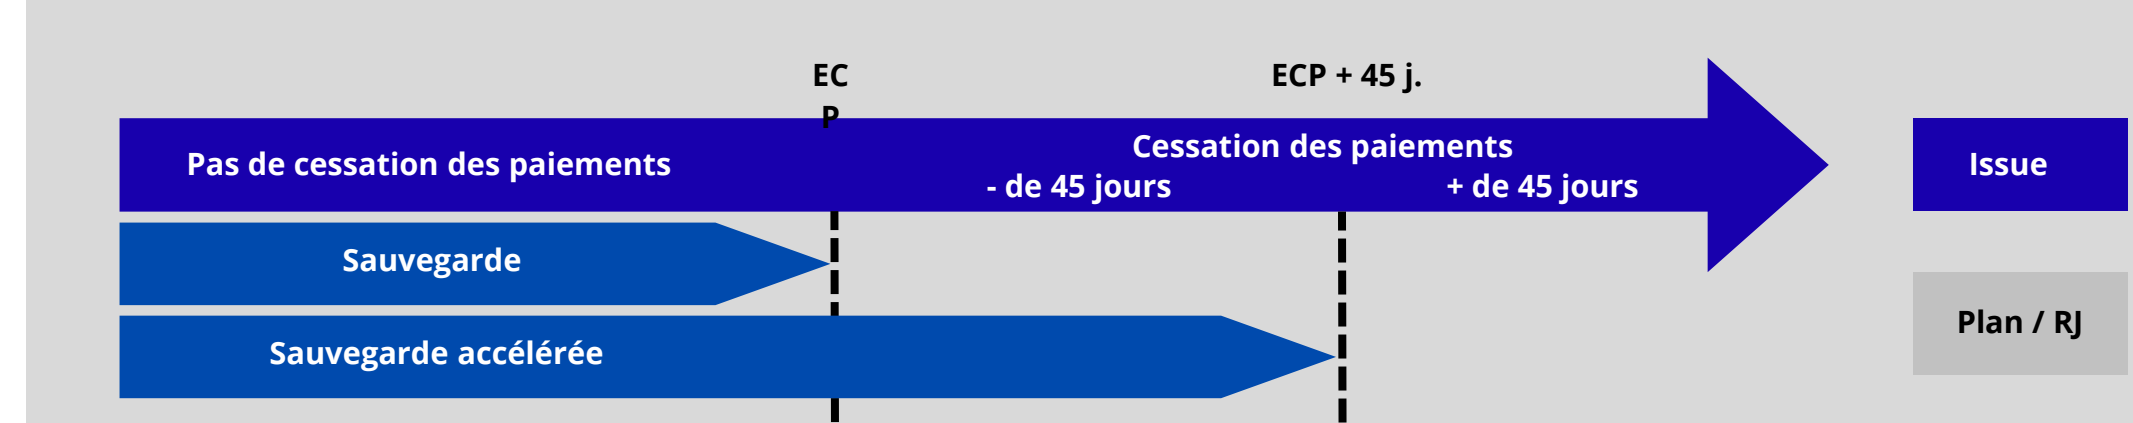 EC
P
ECP + 45 j.
Pas de cessation des paiements
Cessation des paiements
- de 45 jours
+ de 45 jours
Issue
Sauvegarde
Plan / RJ
Sauvegarde accélérée